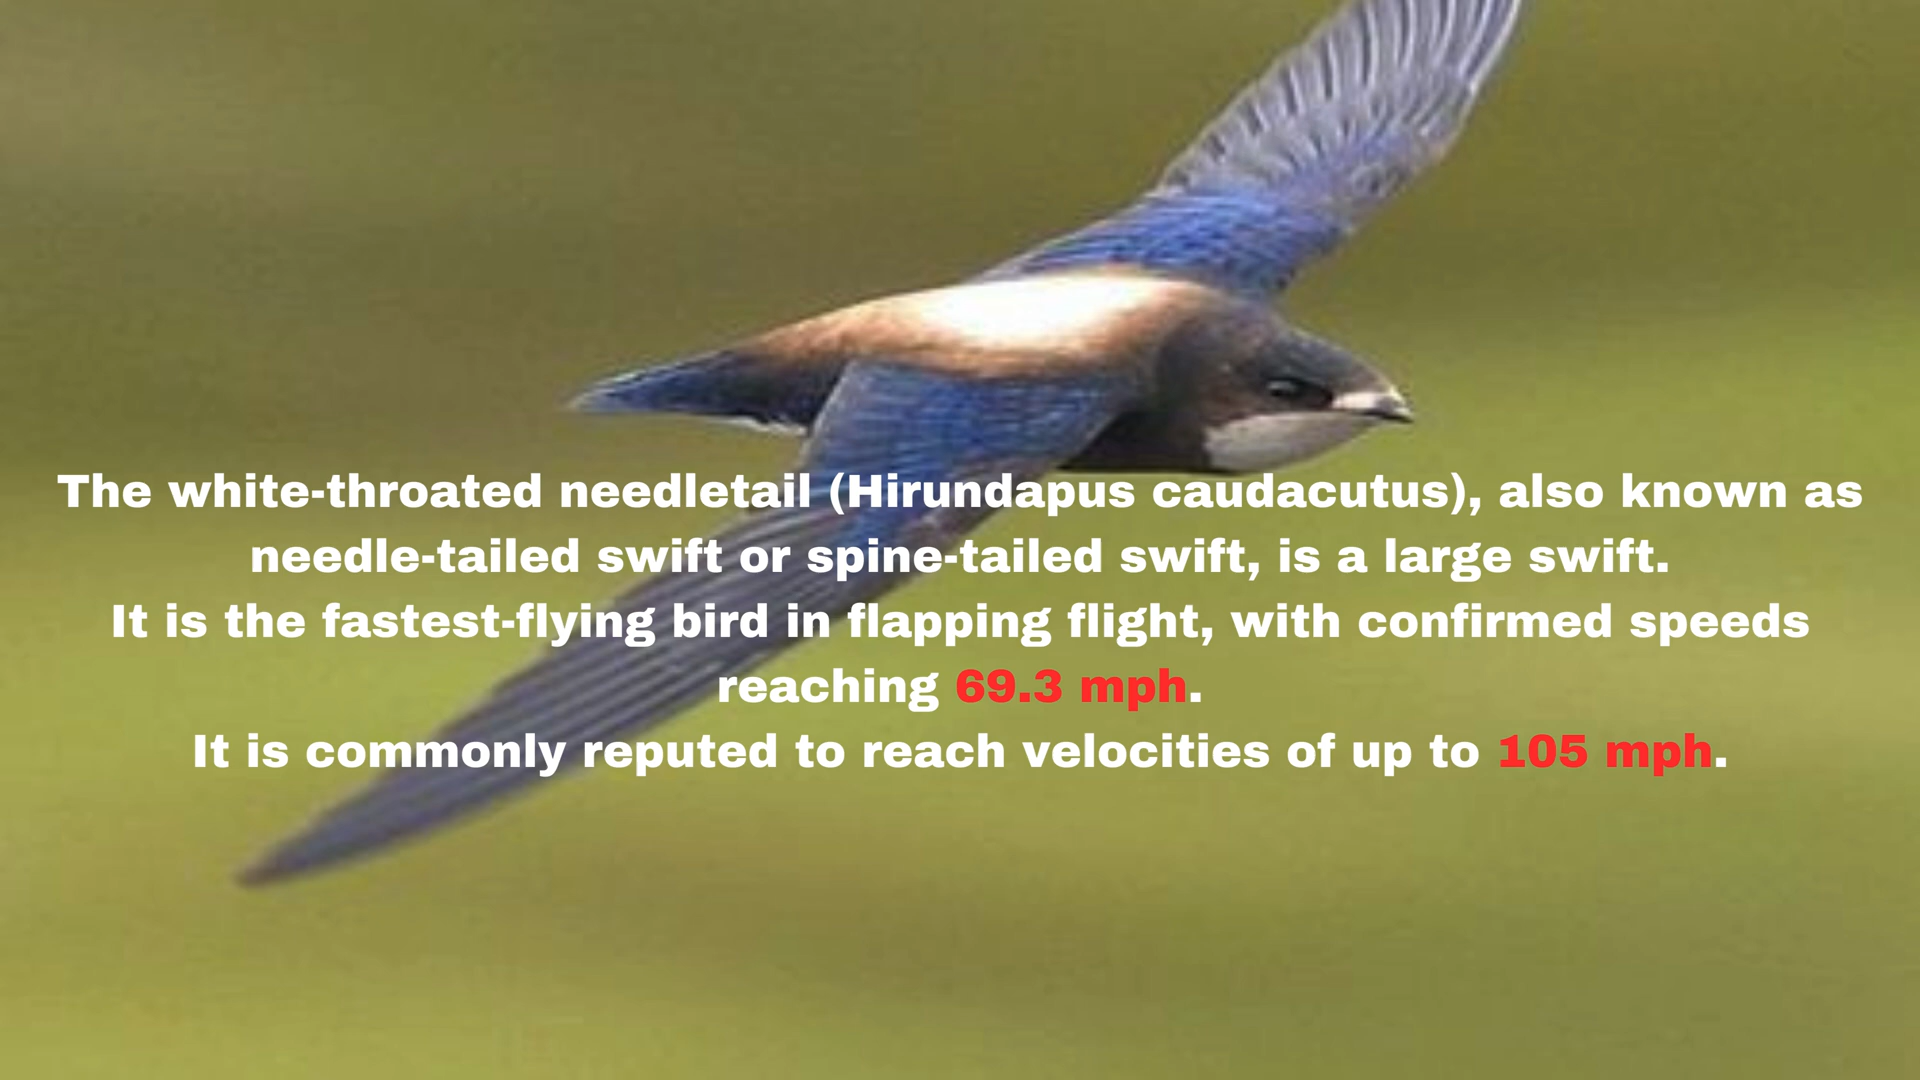 The white-throated needletail (Hirundapus caudacutus), also known as
needle-tailed swift or spine-tailed swift, is a large swift.
It is the fastest-flying bird in flapping flight, with confirmed speeds
reaching 69.3 mph.
It is commonly reputed to reach velocities of up to 105 mph.